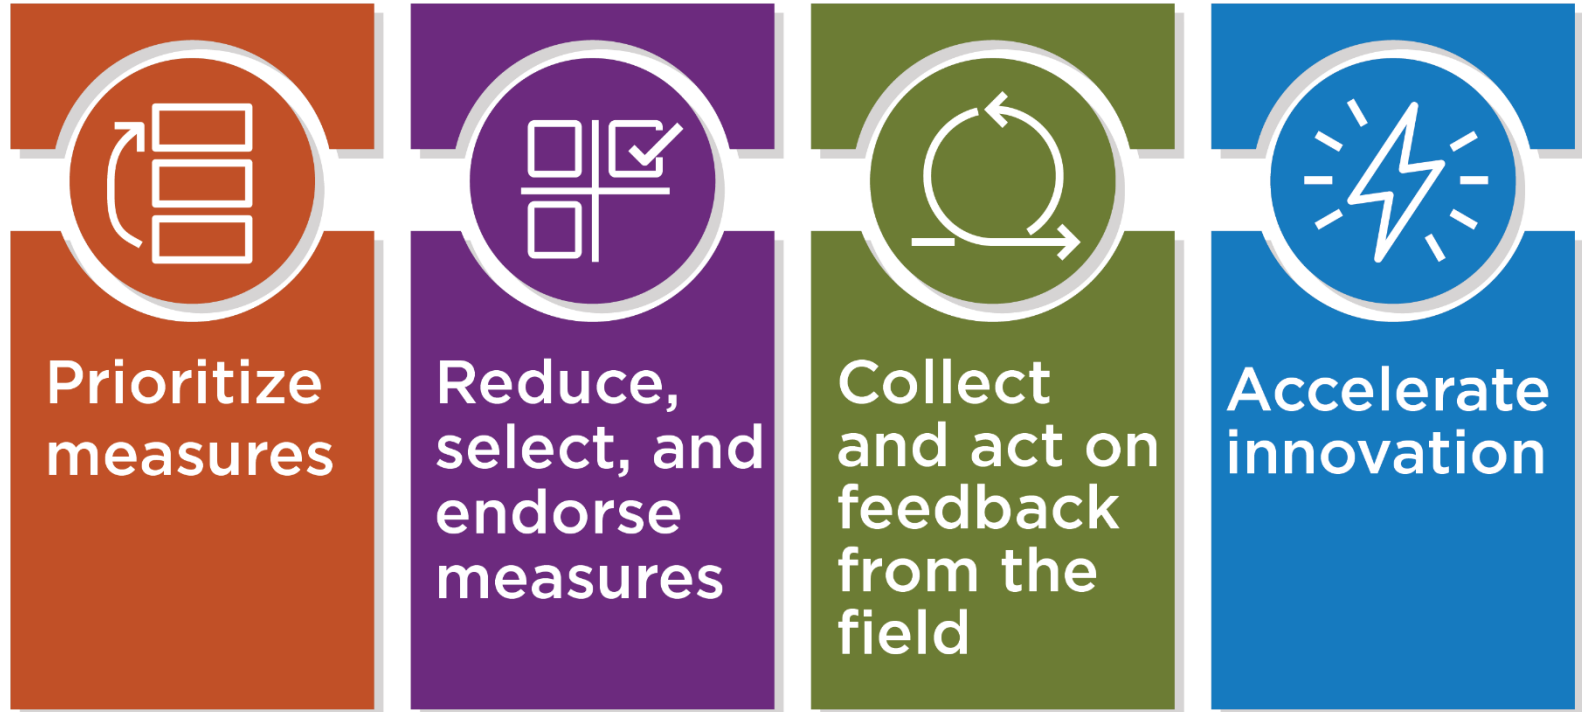 Prioritize
measures
Reduce,
select, and
endorse
measures
Collect
and act on
feedback
from the
field
Accelerate
innovation